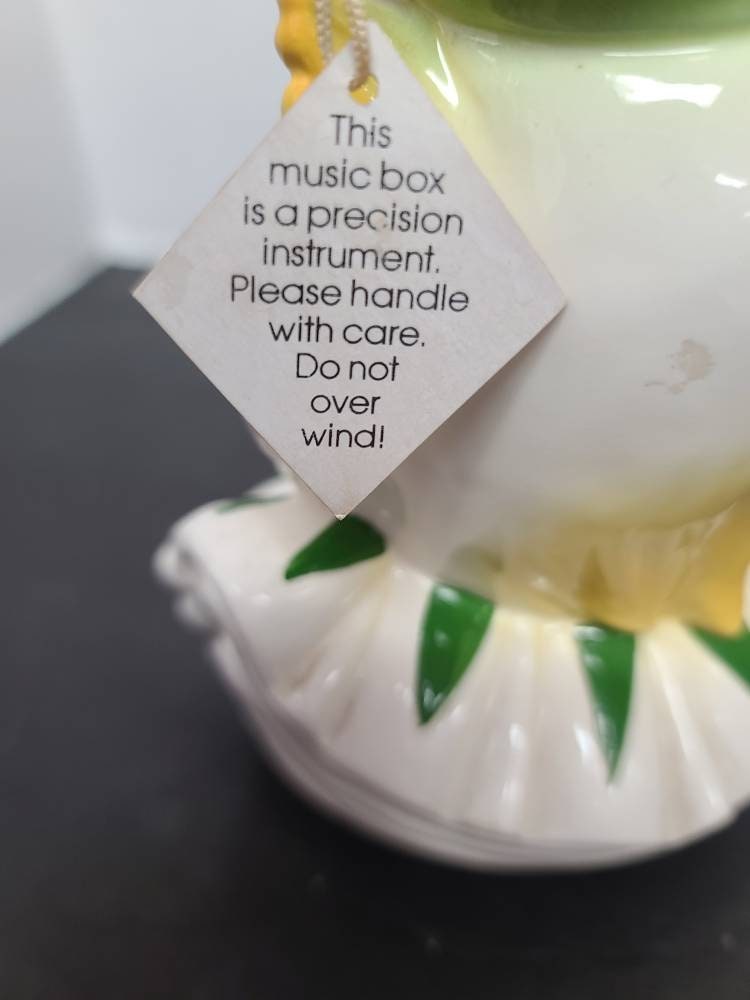 This
music box
is a precision
instrument.
Please handle
with care.
Do not
over
wind!